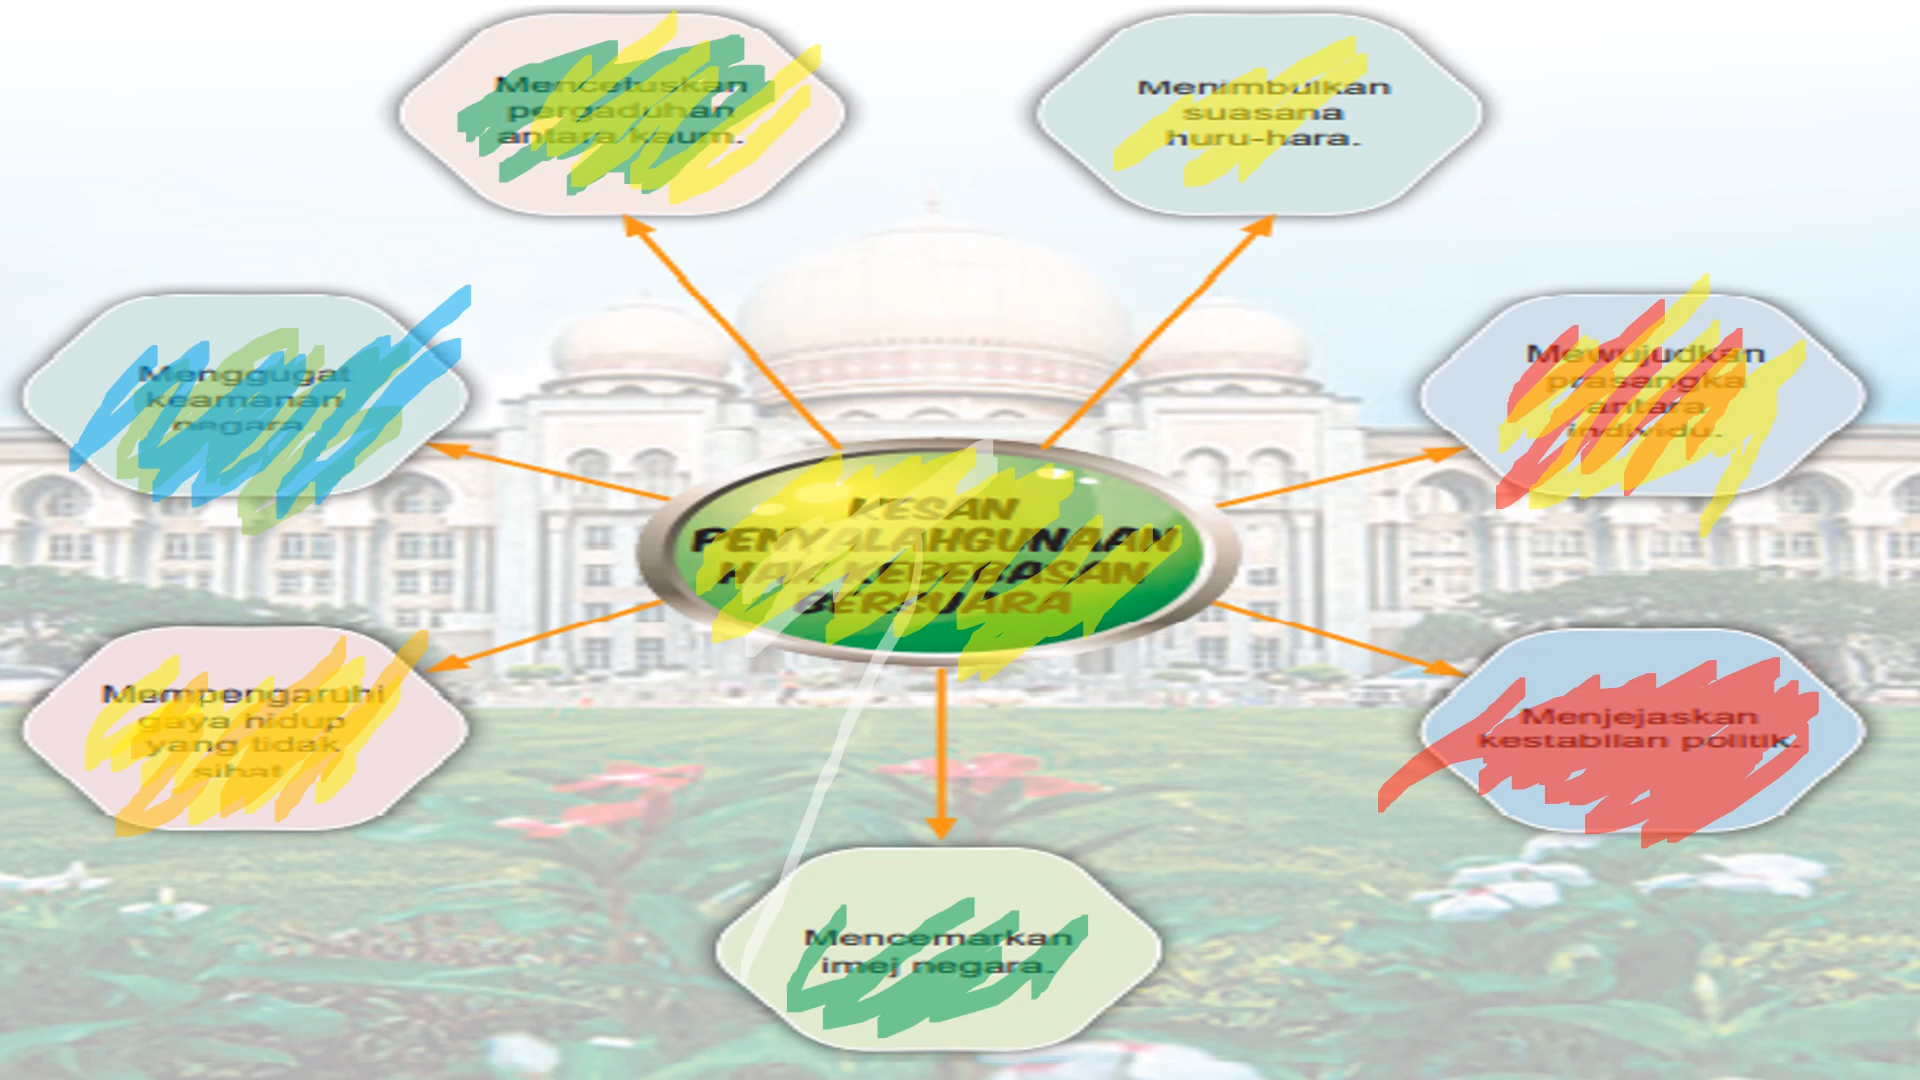 Mencetuskan
pergaduhan
antara kaum.
Menimbulkan
suasana
huru-hara.
Menggugat
keamanan
negara.
Mewujudkan
prasangka
antara
individu.
KESAN
PENYALAHGUNAAN
HAK KEBEBASAN
BERSUARA
Mempengaruhi
gaya hidup
yang tidak
sihat.
Menjejaskan
kestabilan politik.
Mencemarkan
imej negara.